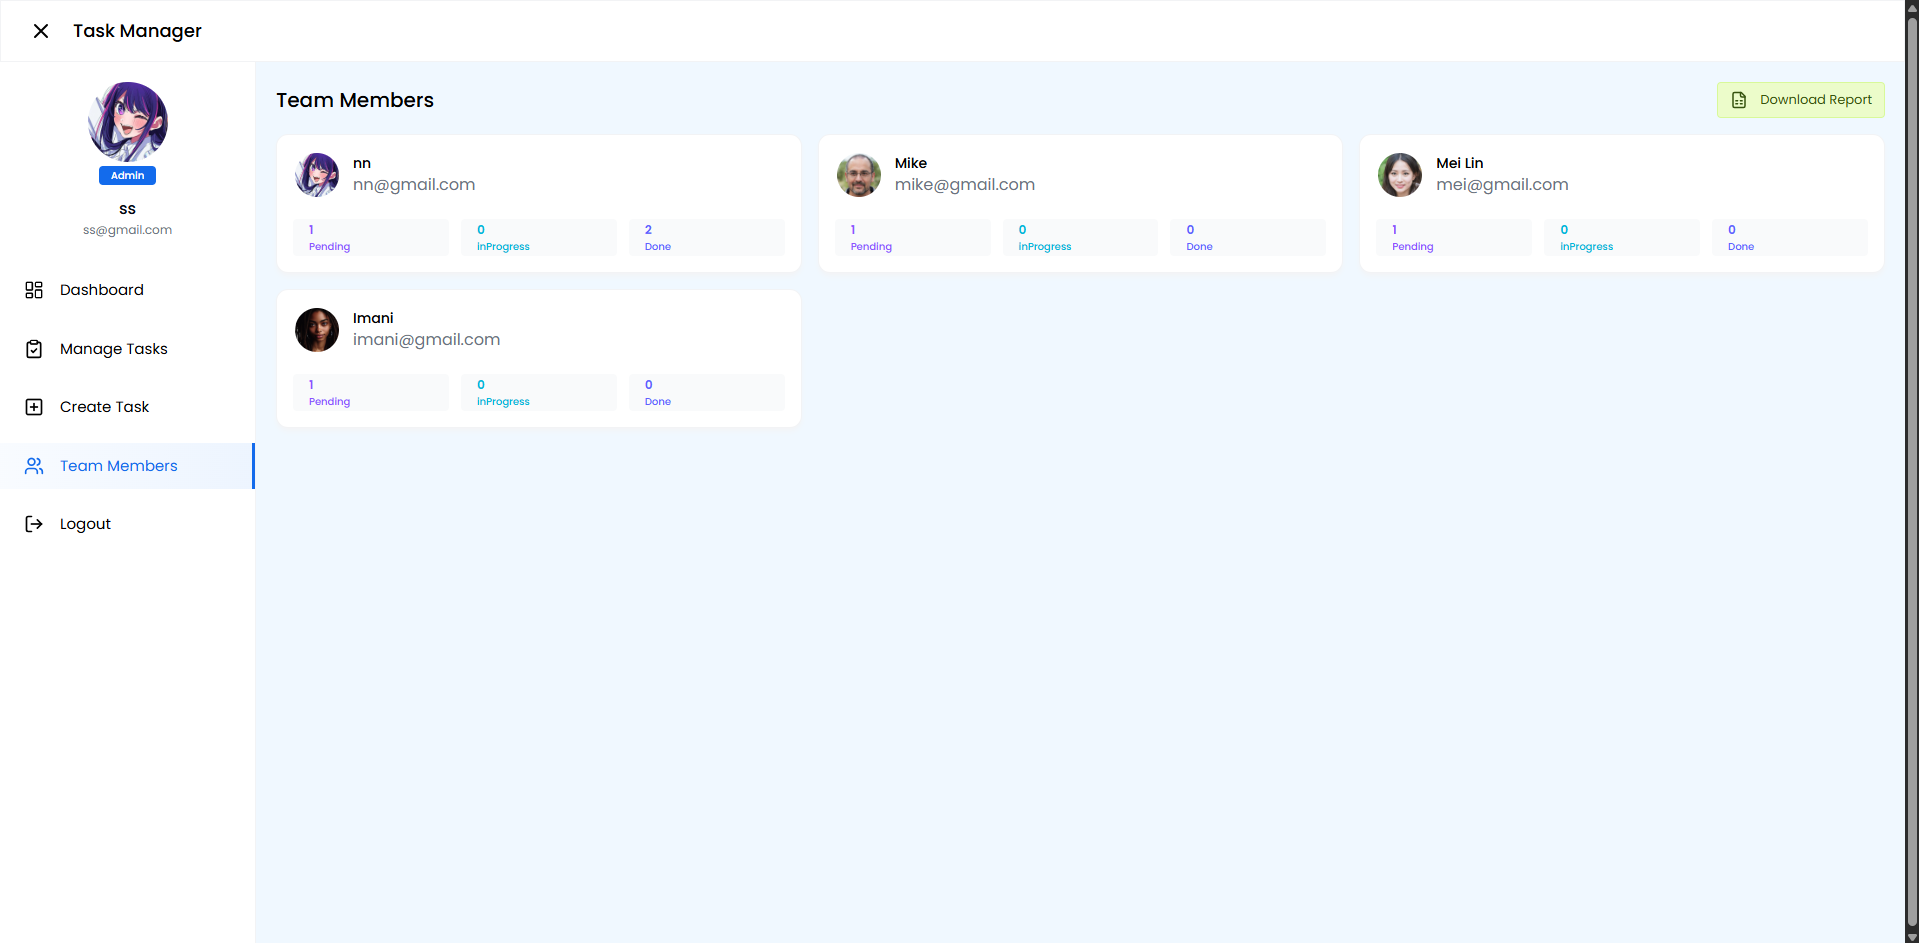 Task Manager
Admin
ss
ss@gmail.com
Dashboard
Manage Tasks
Create Task
Team Members
Logout
Team Members
Download Report
nn
nn@gmail.com
1
Pending
0
inProgress
2
Done
Mike
mike@gmail.com
1
Pending
0
inProgress
0
Done
Mei Lin
mei@gmail.com
1
Pending
0
inProgress
0
Done
Imani
imani@gmail.com
1
Pending
0
inProgress
0
Done